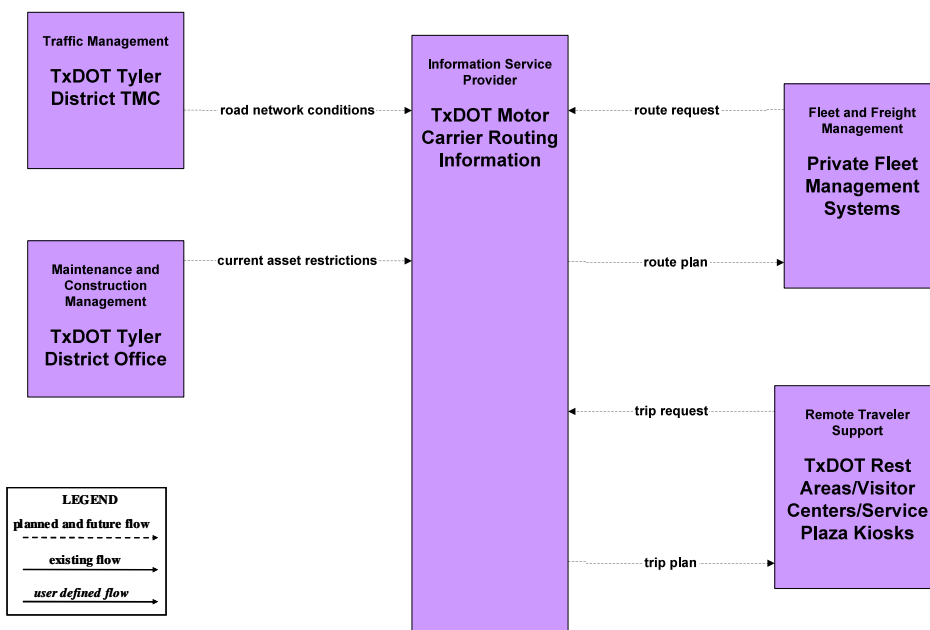 Traffic Management
TxDOT Tyler
District TMC
road network conditions
Information Service
Provider
TxDOT Motor
Carrier Routing
Information
route request
Fleet and Freight
Management
Private Fleet
Management
Systems
Maintenance and
Construction
Management
TxDOT Tyler
District Office
current asset restrictions
route plan
trip request
Remote Traveler
Support
TxDOT Rest
Areas/Visitor
Centers/Service
Plaza Kiosks
trip plan
LEGEND
planned and future flow
existing flow
user defined flow